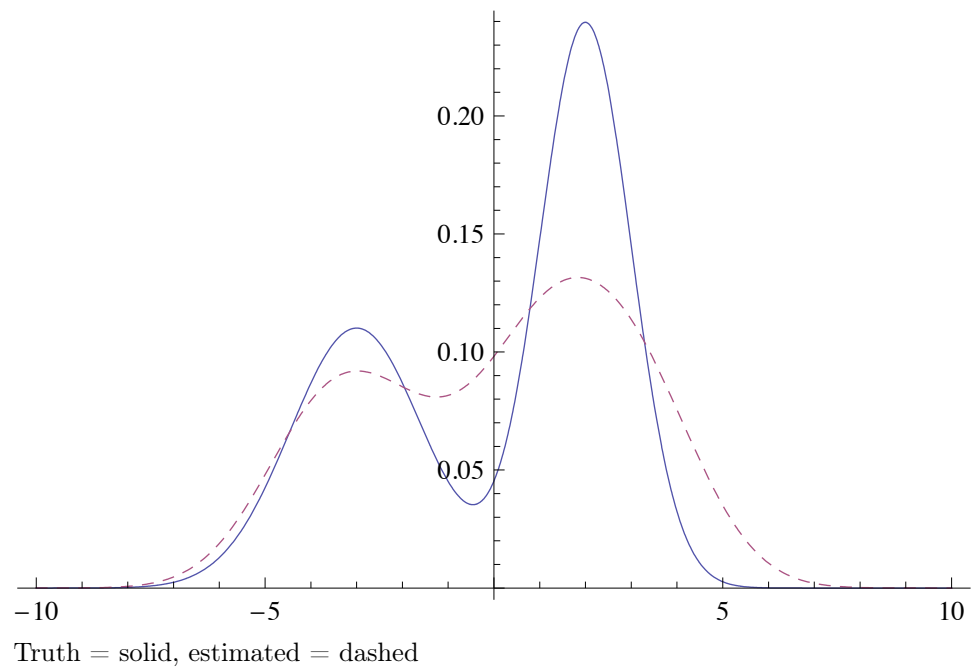 0.20
0.15
0.10
0.05
−10 −5 5 10
Truth = solid, estimated = dashed